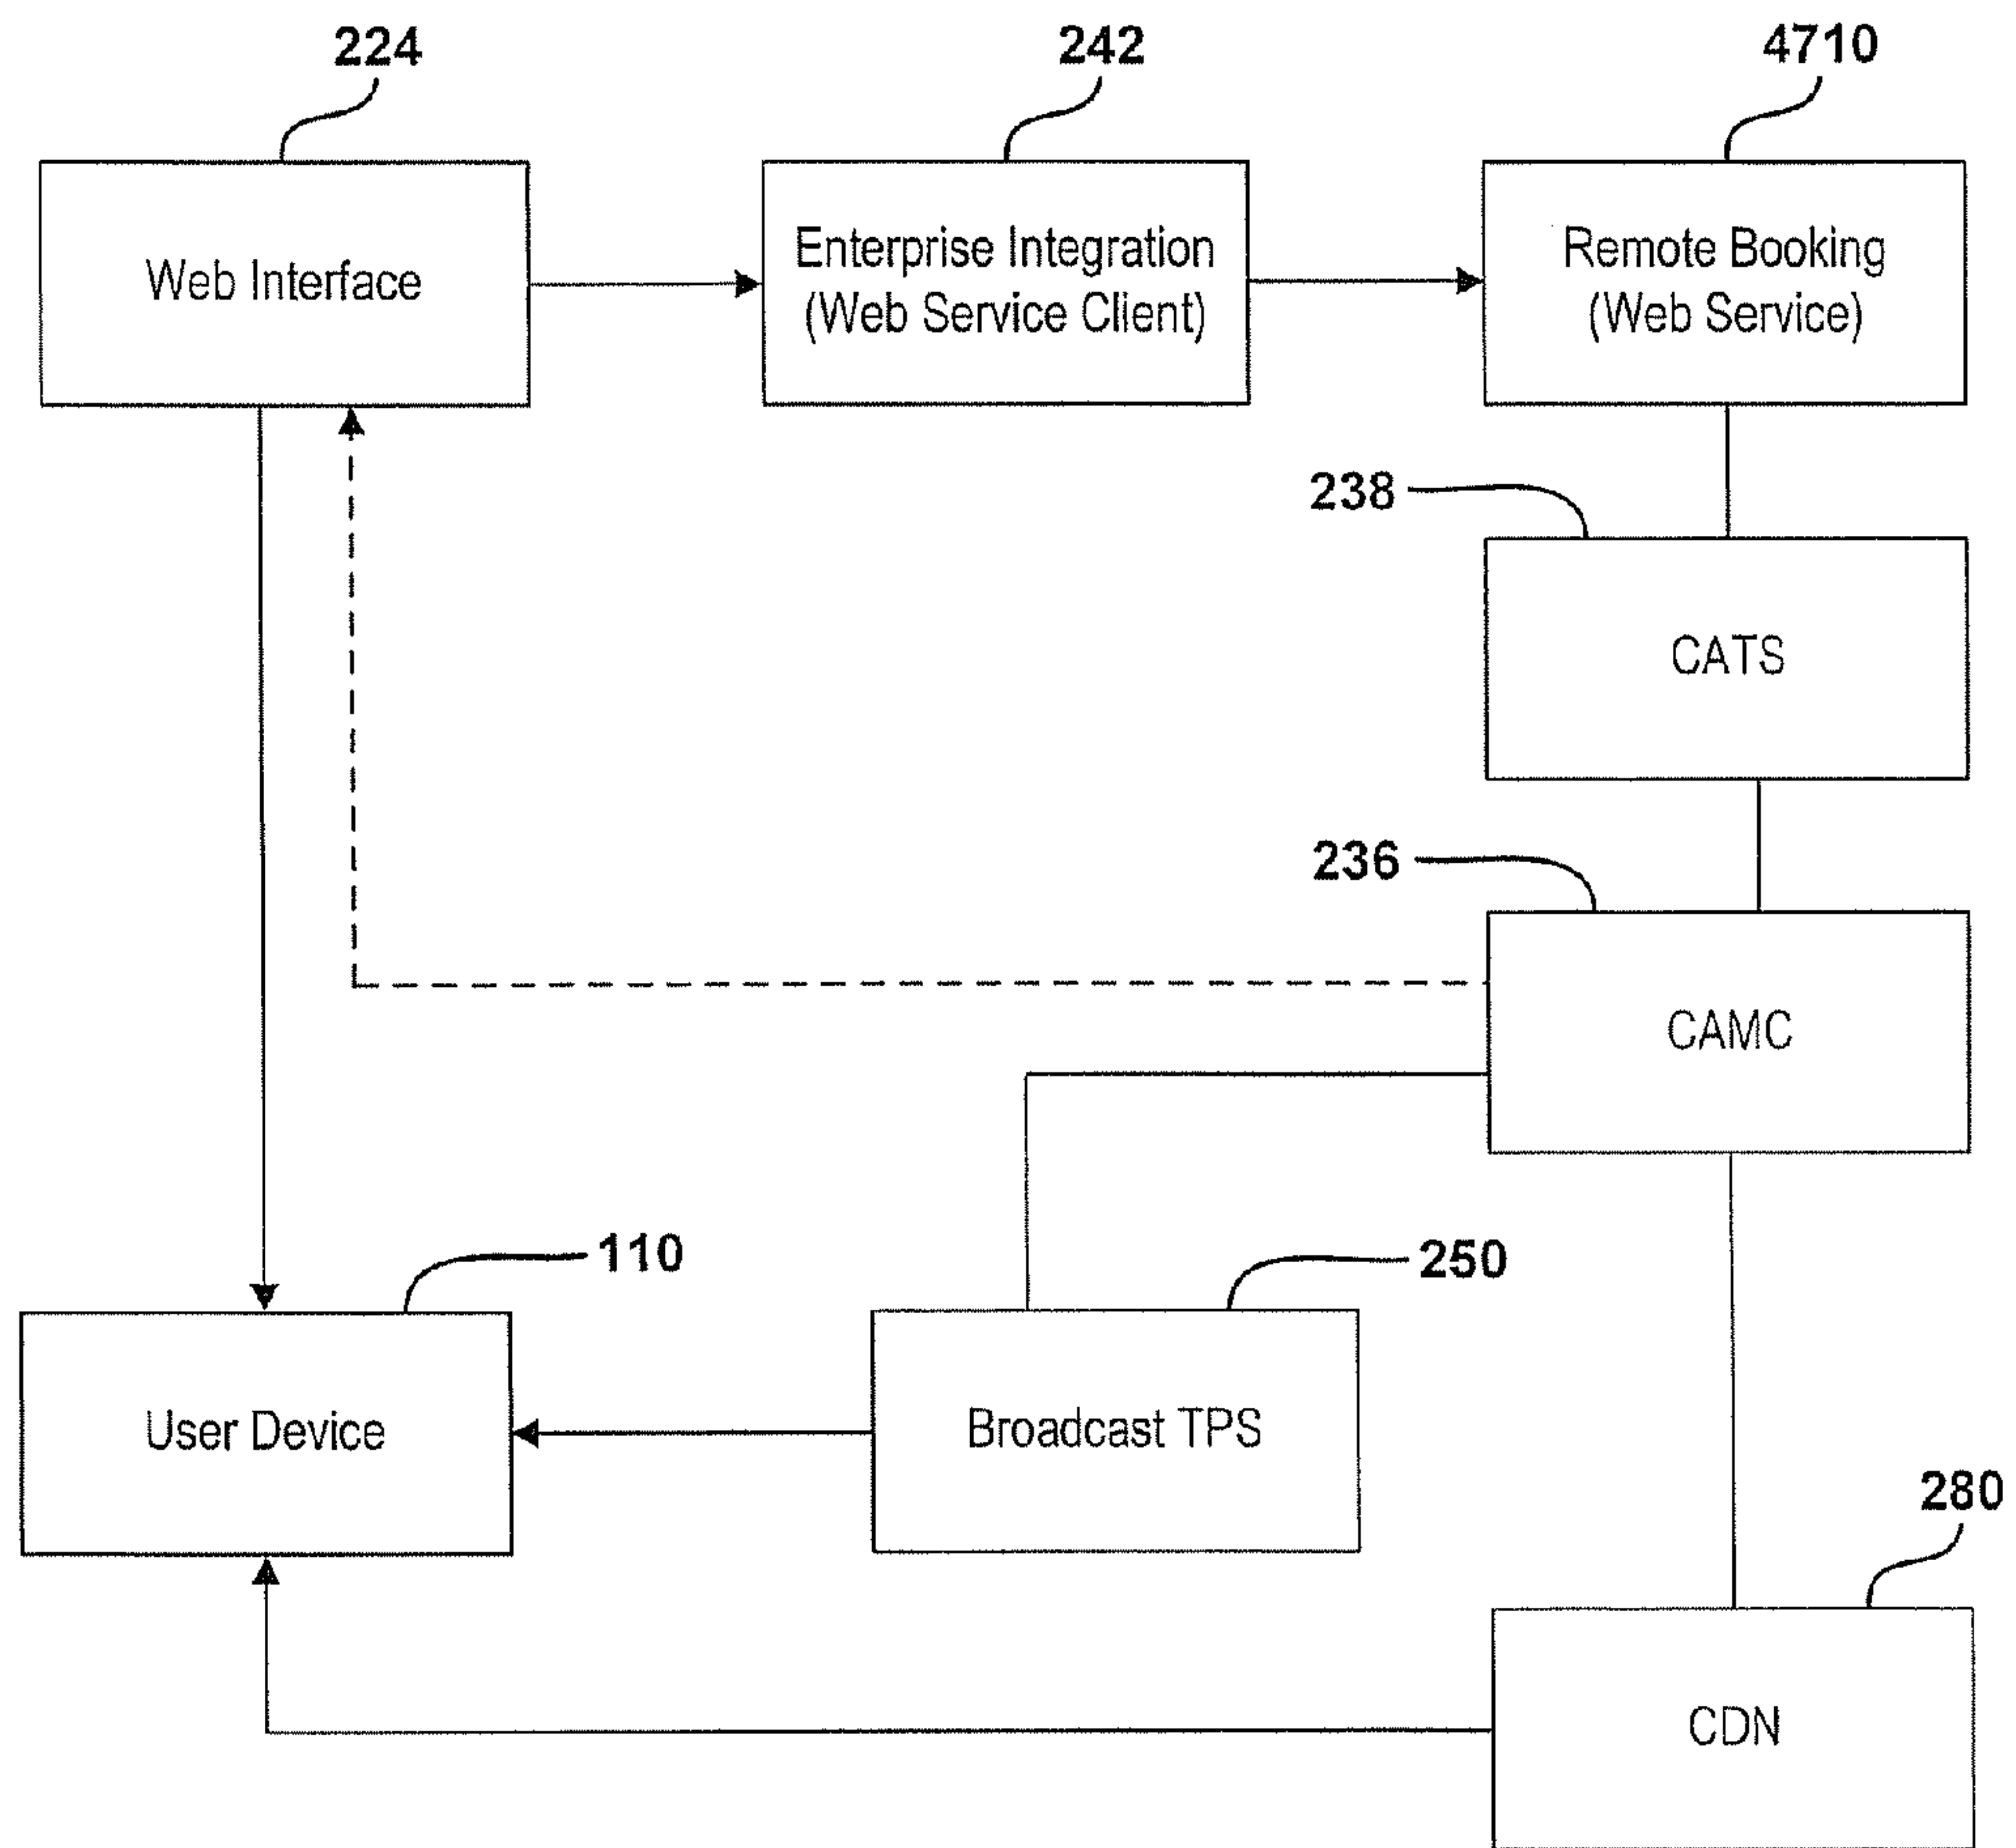 224
242
4710
Web Interface
Enterprise Integration
(Web Service Client)
Remote Booking
(Web Service)
238
CATS
236
CAMC
110
250
User Device
Broadcast TPS
280
CDN